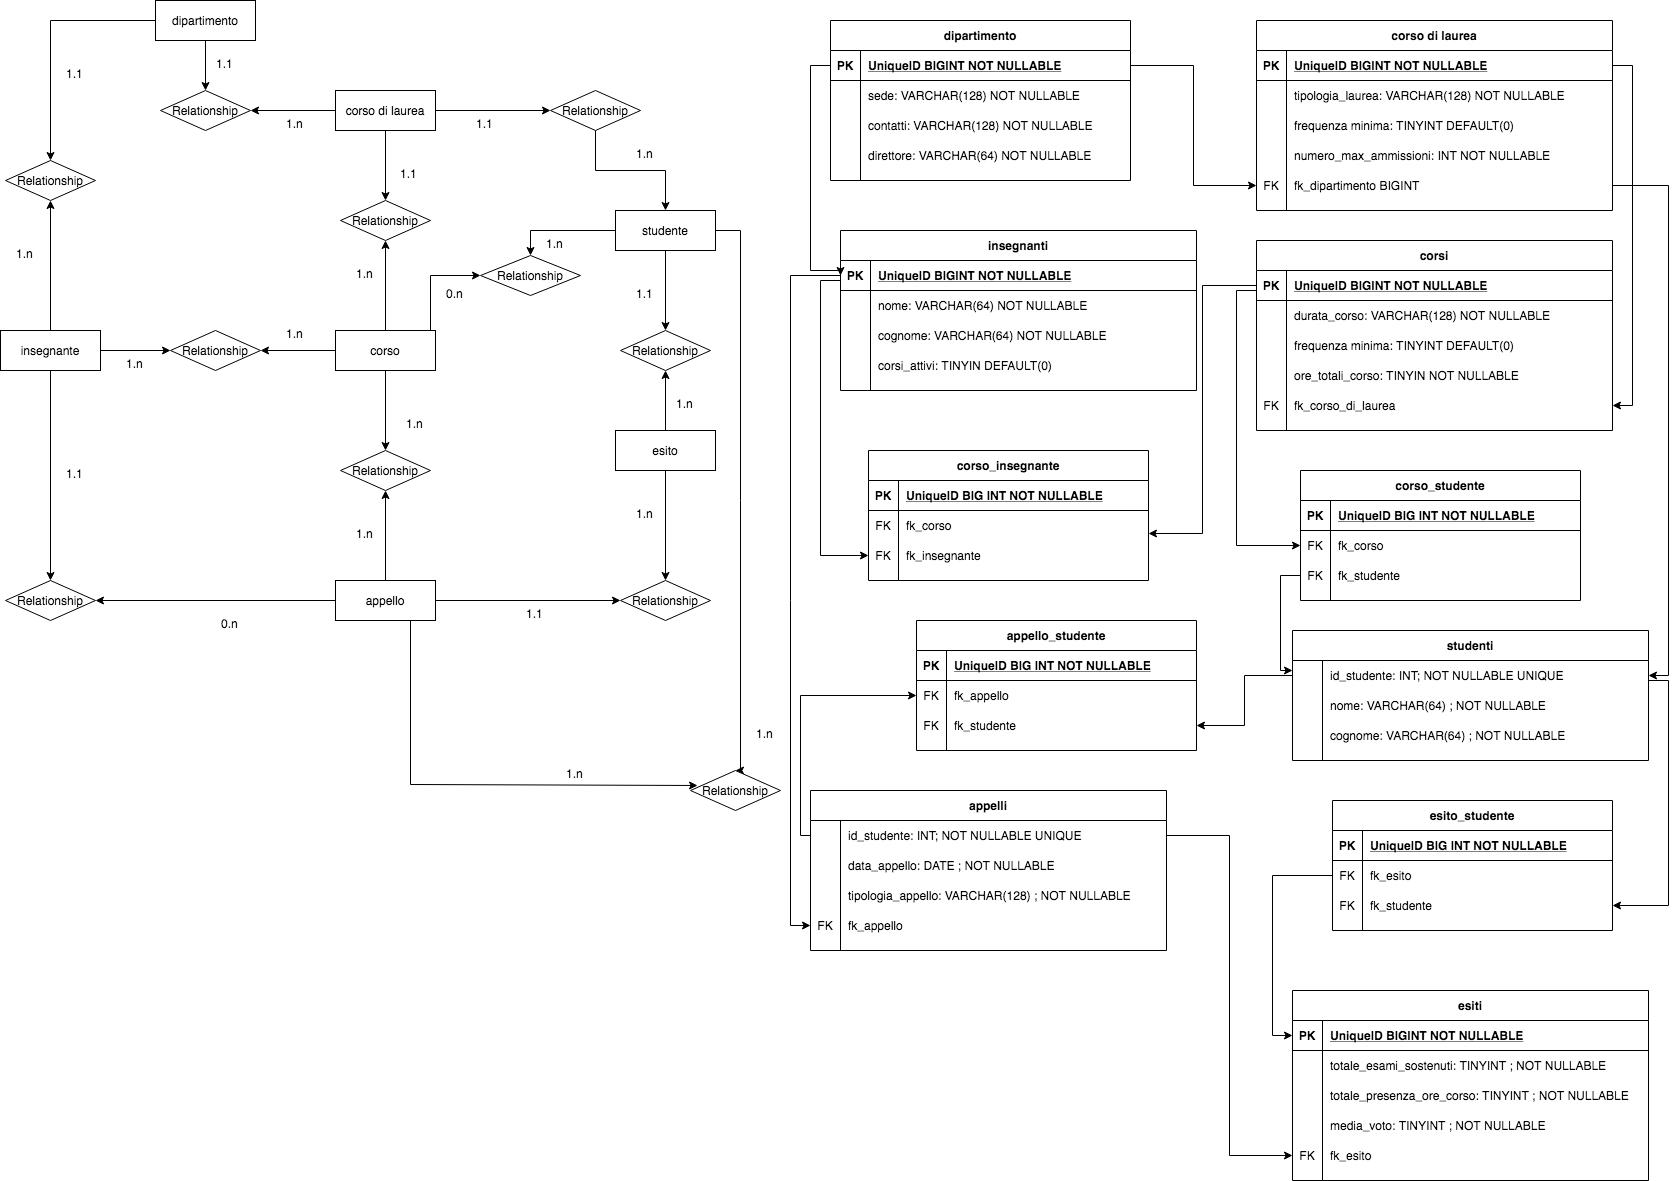 dipartimento
1.1
1.1
Relationship
1.n
corso di laurea
1.1
Relationship
1.n
1.1
Relationship
Relationship
studente
1.n
1.n
1.n
Relationship
0.n
1.1
insegnante
1.n
Relationship
1.n
corso
Relationship
1.n
1.n
esito
1.1
Relationship
1.n
1.n
Relationship
0.n
appello
1.1
Relationship
1.n
1.n
Relationship
dipartimento
PK UniqueID BIGINT NOT NULLABLE
sede: VARCHAR(128) NOT NULLABLE
contatti: VARCHAR(128) NOT NULLABLE
direttore: VARCHAR(64) NOT NULLABLE
corso di laurea
PK UniqueID BIGINT NOT NULLABLE
tipologia_laurea: VARCHAR(128) NOT NULLABLE
frequenza minima: TINYINT DEFAULT(0)
numero_max_ammissioni: INT NOT NULLABLE
FK fk_dipartimento BIGINT
insegnanti
PK UniqueID BIGINT NOT NULLABLE
nome: VARCHAR(64) NOT NULLABLE
cognome: VARCHAR(64) NOT NULLABLE
corsi_attivi: TINYIN DEFAULT(0)
corsi
PK UniqueID BIGINT NOT NULLABLE
durata_corso: VARCHAR(128) NOT NULLABLE
frequenza minima: TINYINT DEFAULT(0)
ore_totali_corso: TINYIN NOT NULLABLE
FK fk_corso_di_laurea
corso_insegnante
PK UniqueID BIG INT NOT NULLABLE
FK fk_corso
FK fk_insegnante
corso_studente
PK UniqueID BIG INT NOT NULLABLE
FK fk_corso
FK fk_studente
appello_studente
PK UniqueID BIG INT NOT NULLABLE
FK fk_appello
FK fk_studente
studenti
id_studente: INT; NOT NULLABLE UNIQUE
nome: VARCHAR(64) ; NOT NULLABLE
cognome: VARCHAR(64) ; NOT NULLABLE
appelli
id_studente: INT; NOT NULLABLE UNIQUE
data_appello: DATE ; NOT NULLABLE
tipologia_appello: VARCHAR(128) ; NOT NULLABLE
FK fk_appello
esito_studente
PK UniqueID BIG INT NOT NULLABLE
FK fk_esito
FK fk_studente
esiti
PK UniqueID BIGINT NOT NULLABLE
totale_esami_sostenuti: TINYINT ; NOT NULLABLE
totale_presenza_ore_corso: TINYINT ; NOT NULLABLE
media_voto: TINYINT ; NOT NULLABLE
FK fk_esito